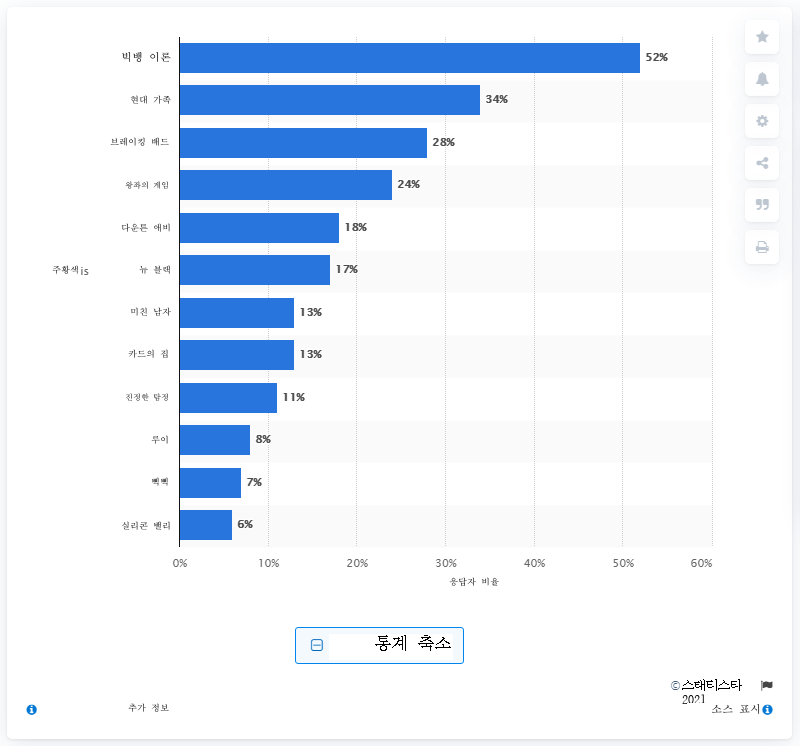 빅뱅 이론 52%
현대 가족 34%
브레이킹 배드 28%
왕좌의 게임 24%
다운튼 애비 18%
주황색is 뉴 블랙 17%
미친 남자 13%
카드의 집 13%
진정한 탐정 11%
루이 8%
빅빅 7%
실리콘 밸리 6%
0% 10% 20% 30% 40% 50% 60%
응답자 비율
통계 축소
© 스태티스타
2021
추가 정보
소스 표시